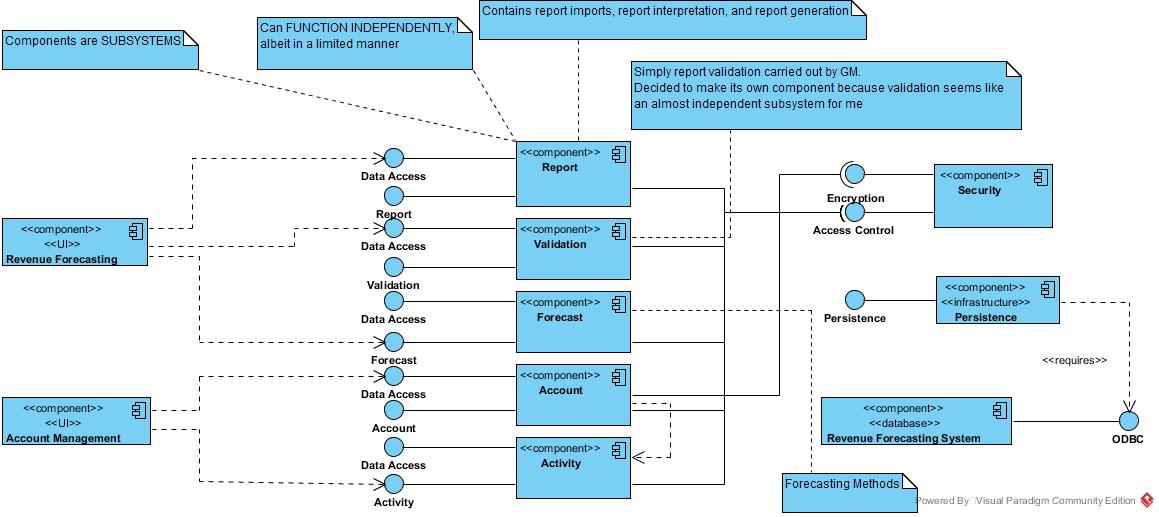 Components are SUBSYSTEMS
Can FUNCTION INDEPENDENTLY,
albeit in a limited manner
Contains report imports, report interpretation, and report generation
Simply report validation carried out by GM.
Decided to make its own component because validation seems like
an almost independent subsystem for me
<<component>>
<<UI>>
Revenue Forecasting
<<component>>
<<UI>>
Account Management
Data Access
Report
Data Access
Validation
Data Access
Forecast
Data Access
Account
Data Access
Activity
<<component>>
Report
<<component>>
Validation
<<component>>
Forecast
<<component>>
Account
<<component>>
Activity
Encryption
Access Control
<<component>>
Security
Persistence
<<component>>
<<infrastructure>>
Persistence
<<requires>>
<<component>>
<<database>>
Revenue Forecasting System
ODBC
Forecasting Methods
Powered By Visual Paradigm Community Edition